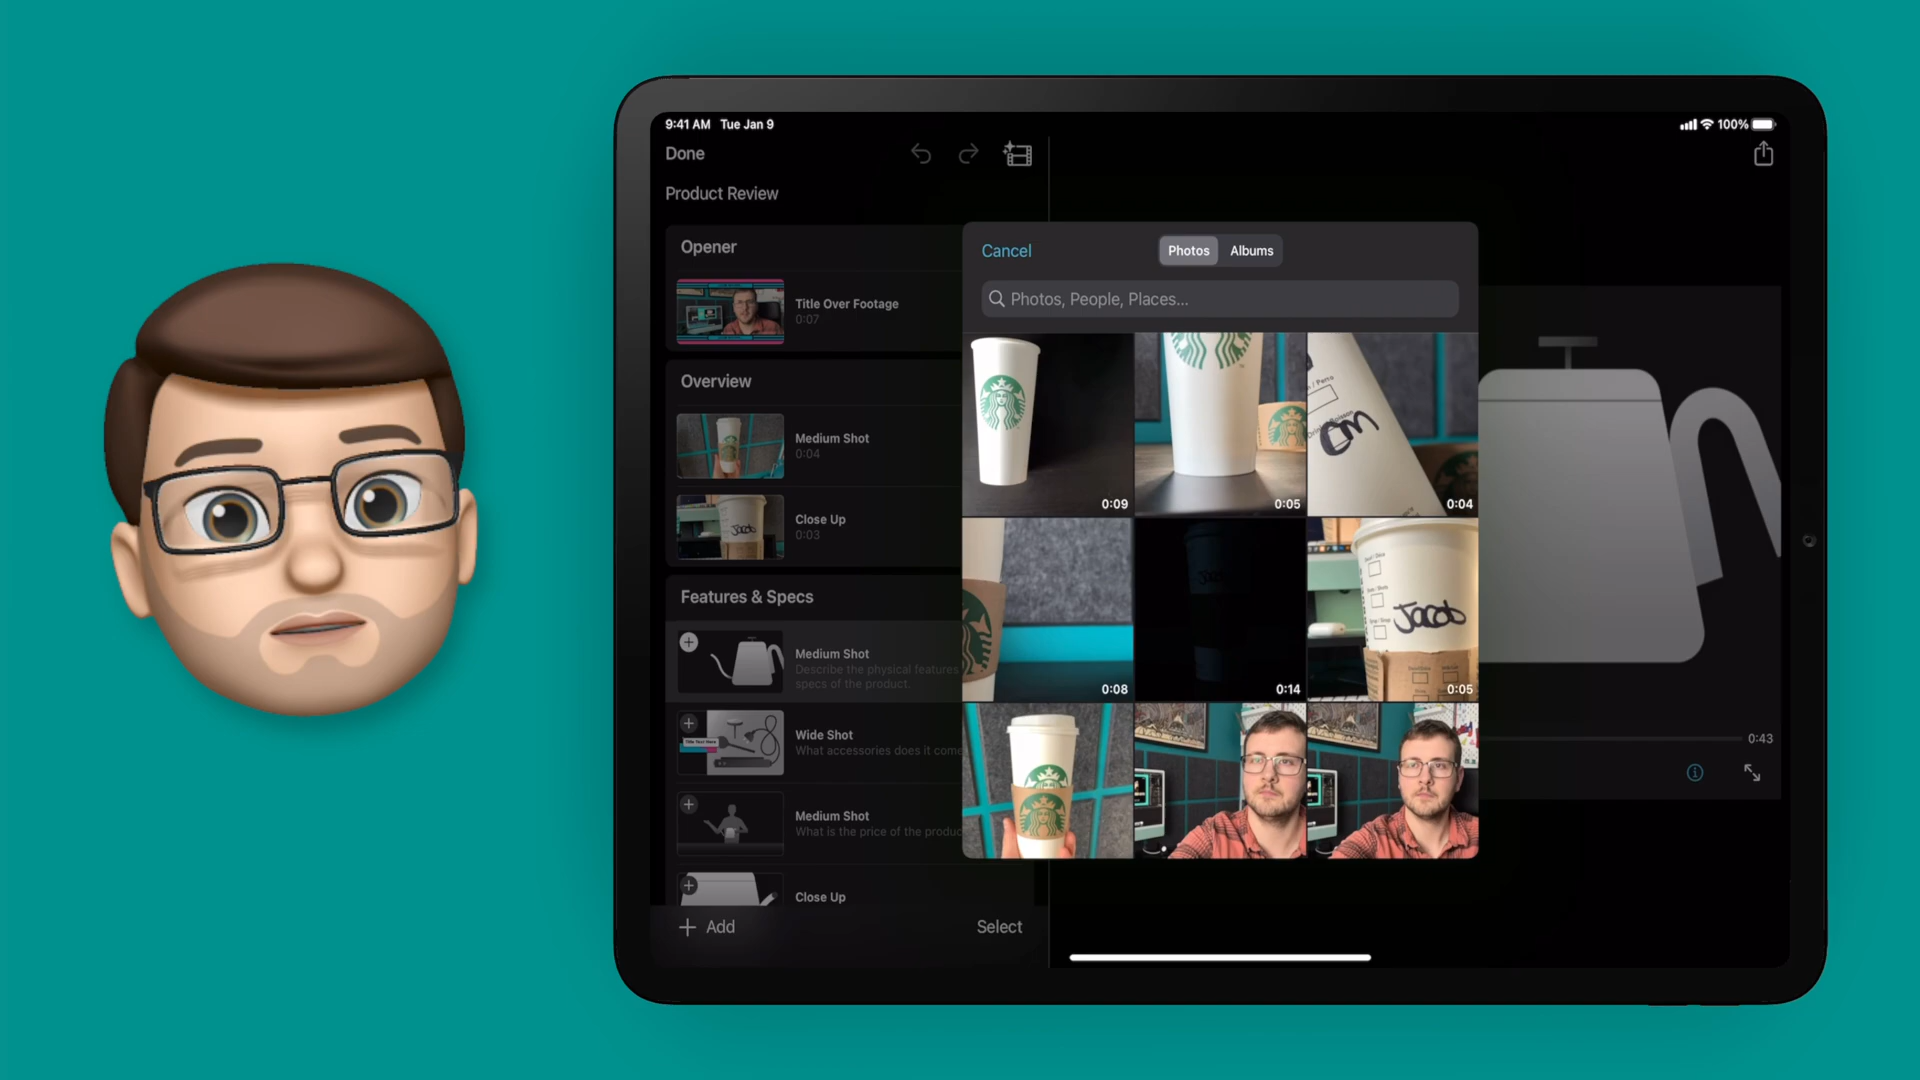 9:41 AM Tue Jan 9
100%
Done
Product Review
Opener
Title Over Footage
0:07
Overview
Medium Shot
0:04
Close Up
0:03
Features & Specs
Medium Shot
Describe the physical features
specs of the product.
Wide Shot
What accessories does it come
Medium Shot
What is the price of the produc
Close Up
Add
Select
Cancel
Photos
Albums
Photos, People, Places...
0:09
0:05
0:04
0:08
0:14
0:05
Jacob
0:43